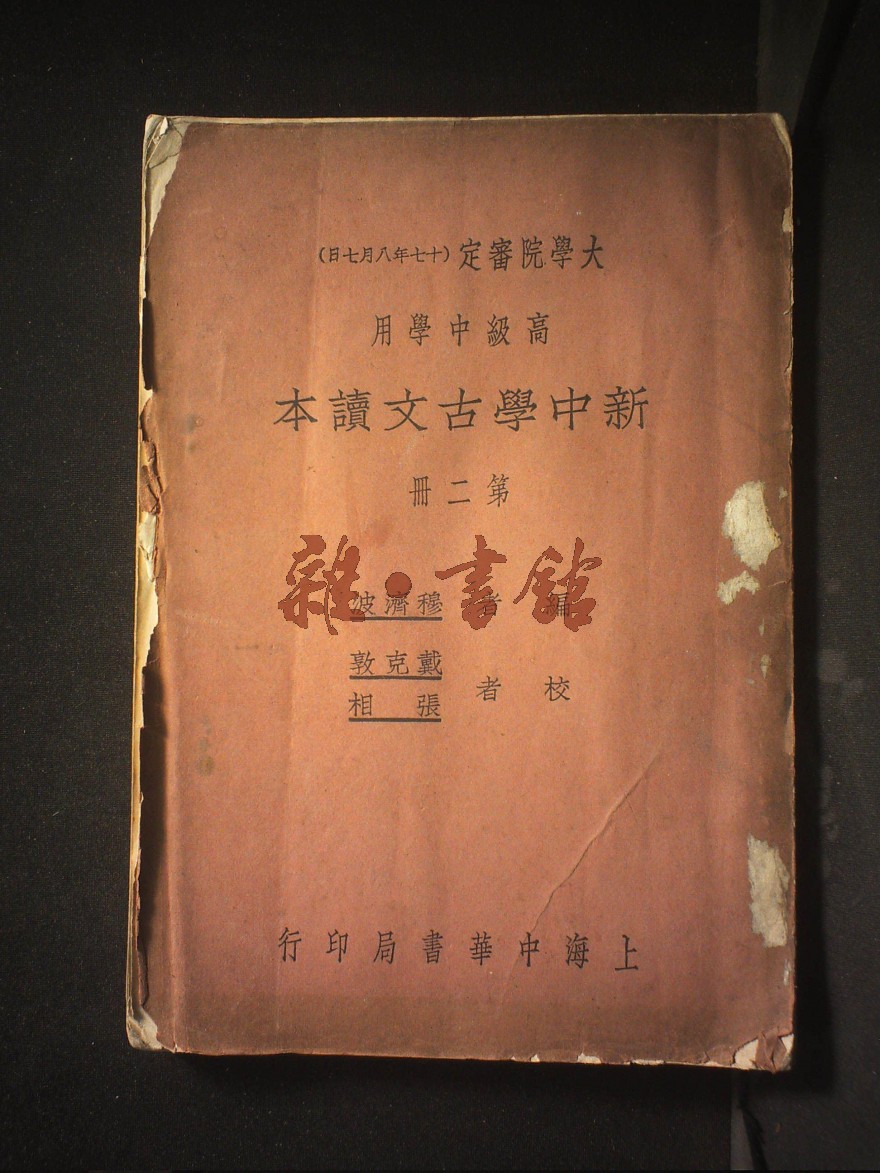 大學院審定(十七年八月七日)
高級中學用
新中學古文讀本
第二冊
編者 穆濟波
雜·書館
校者 戴克敦
張相
上海中華書局印行